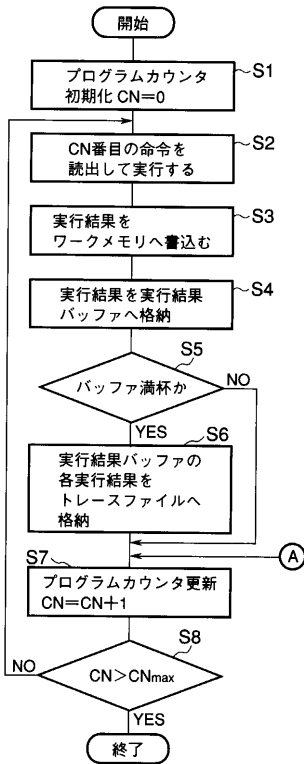 開始
プログラムカウンタ
初期化 CN=0
S1
CN番目の命令を
読出して実行する
S2
実行結果を
ワークメモリへ書込む
S3
実行結果を実行結果
バッファへ格納
S4
バッファ満杯か
S5
NO
YES
S6
実行結果バッファの
各実行結果を
トレースファイルへ
格納
A
S7
プログラムカウンタ更新
CN=CN+1
S8
CN>CNmax
NO
YES
終了